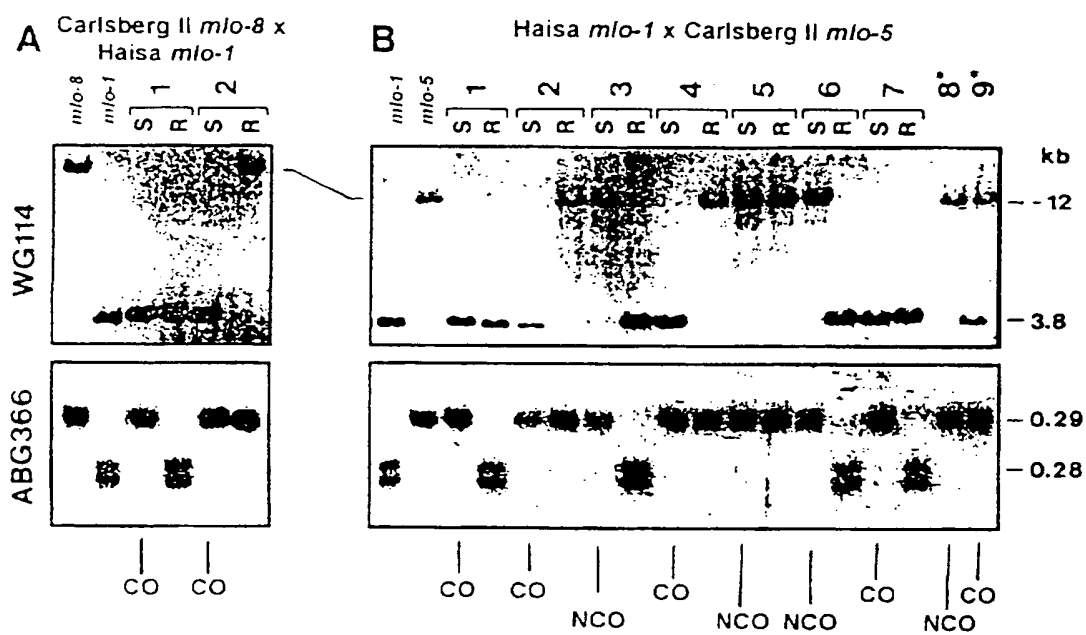 A
Carlsberg II mlo-8 x
Haisa mlo-1
B
Haisa mlo-1 x Carlsberg II mlo-5
mlo-8 mlo-1 1 2
S R S R
mlo-1 mlo-5 1 2 3 4 5 6 7 8* 9*
S R S R S R S R S R S R S R
kb
WG114
12
3.8
ABG366
0.29
0.28
CO CO
CO CO NCO CO NCO NCO CO NCO CO